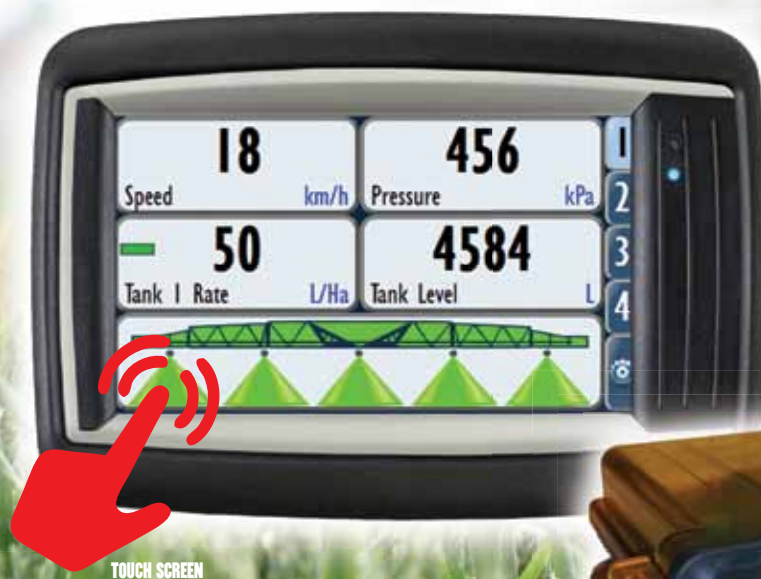 18
Speed km/h
456
Pressure kPa
50
Tank 1 Rate L/Ha
4584
Tank Level L
1
2
3
4
TOUCH SCREEN